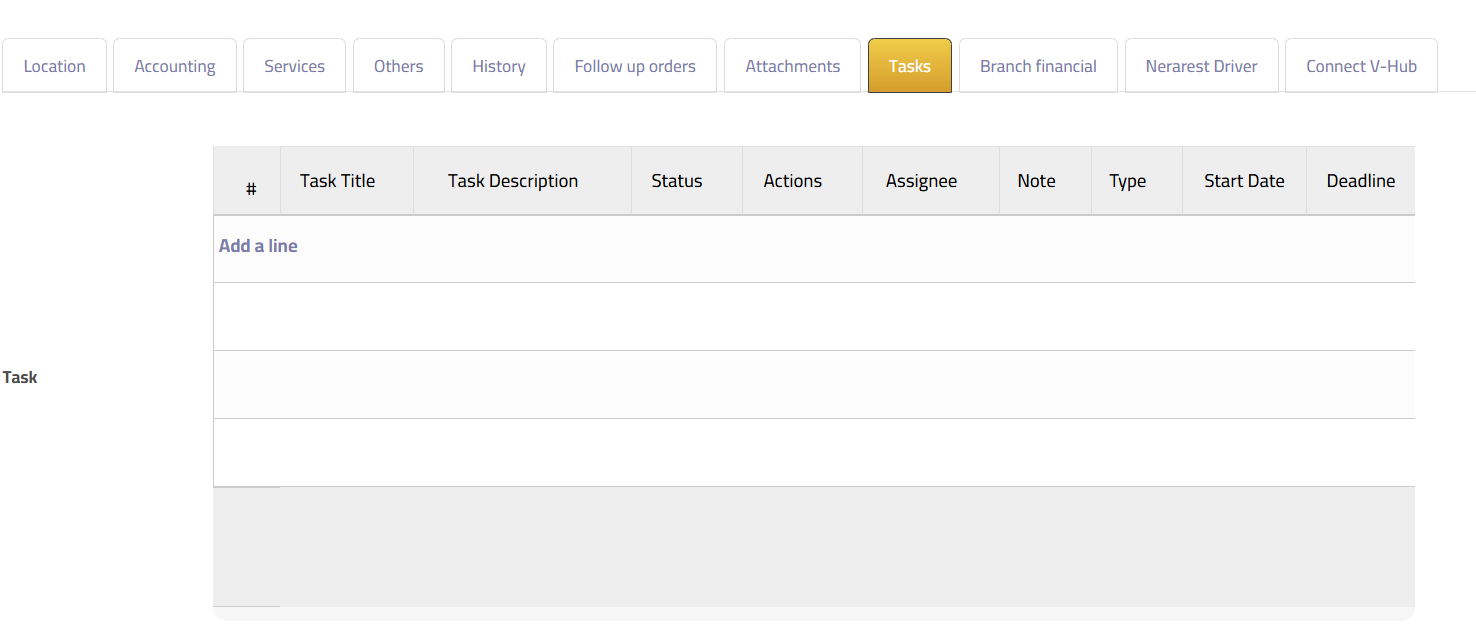 Location Accounting Services Others History Follow up orders Attachments Tasks Branch financial Nerarest Driver Connect V-Hub
# Task Title Task Description Status Actions Assignee Note Type Start Date Deadline
Add a line
Task